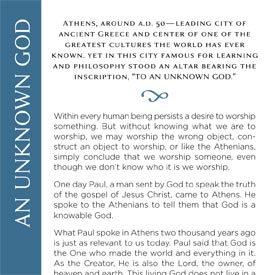 AN UNKNOWN GOD
ATHENS, AROUND A.D. 50—LEADING CITY OF
ANCIENT GREECE AND CENTER OF ONE OF THE
GREATEST CULTURES THE WORLD HAS EVER
KNOWN. YET IN THIS CITY FAMOUS FOR LEARNING
AND PHILOSOPHY STOOD AN ALTAR BEARING THE
INSCRIPTION, "TO AN UNKNOWN GOD."
Within every human being persists a desire to worship
something. But without knowing what we are to
worship, we may worship the wrong object, con-
struct an object to worship, or like the Athenians,
simply conclude that we worship someone, even
though we don't know who it is we worship.
One day Paul, a man sent by God to speak the truth
of the gospel of Jesus Christ, came to Athens. He
spoke to the Athenians to tell them that God is a
knowable God.
What Paul spoke in Athens two thousand years ago
is just as relevant to us today. Paul said that God is
the One who made the world and everything in it.
As the Creator, He is also the Lord, the owner, of
heaven and earth. This living God does not live in a